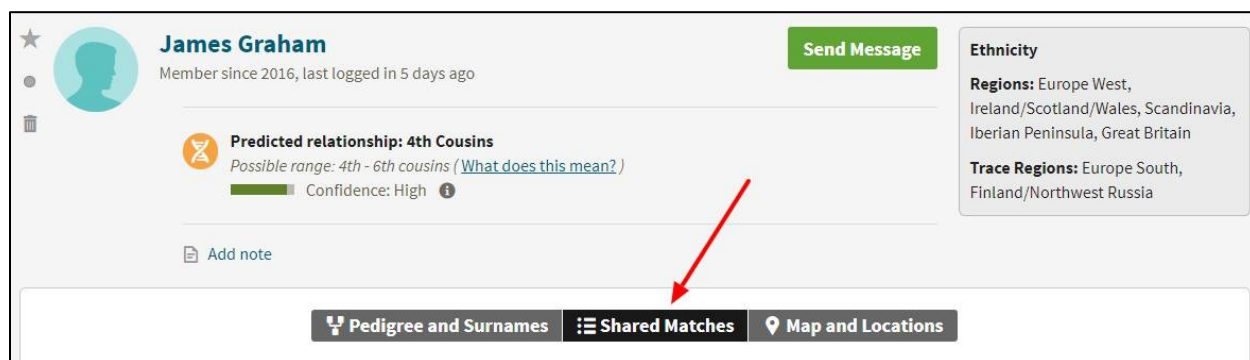 James Graham
Member since 2016, last logged in 5 days ago
Send Message
Predicted relationship: 4th Cousins
Possible range: 4th - 6th cousins ( What does this mean? )
Confidence: High
Add note
Ethnicity
Regions: Europe West,
Ireland/Scotland/Wales, Scandinavia,
Iberian Peninsula, Great Britain
Trace Regions: Europe South,
Finland/Northwest Russia
Pedigree and Surnames
Shared Matches
Map and Locations